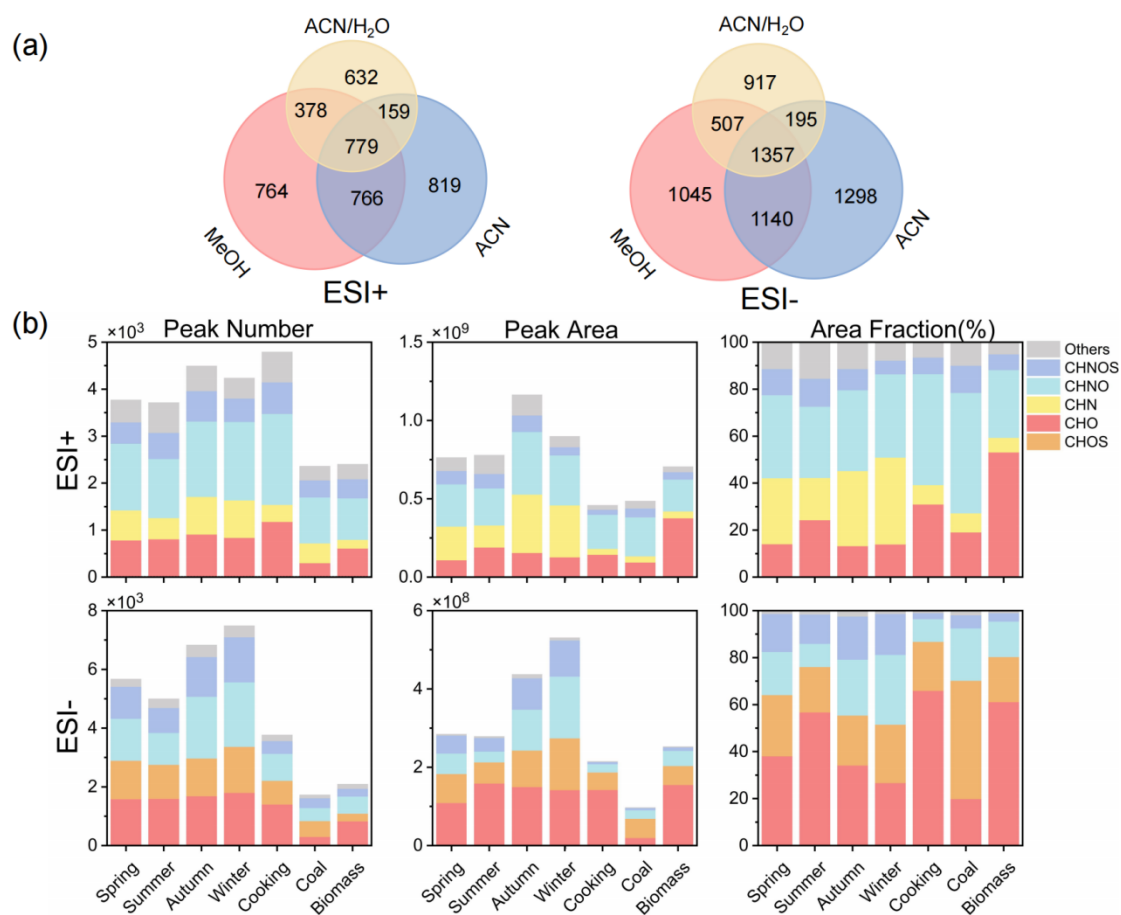 (a)
ACN/H₂O
632
378
159
779
764
766
819
MeOH
ACN
ESI+
ACN/H₂O
917
507
195
1357
1045
1140
1298
MeOH
ACN
ESI-
(b)
×10³
Peak Number
5
4
3
2
1
0
ESI+
×10⁹
Peak Area
1.5
1.0
0.5
0.0
Area Fraction(%)
100
80
60
40
20
0
Others
CHNOS
CHNO
CHN
CHO
CHOS
×10³
8
6
4
2
0
ESI-
Spring
Summer
Autumn
Winter
Cooking
Coal
Biomass
×10⁸
6
4
2
0
Spring
Summer
Autumn
Winter
Cooking
Coal
Biomass
100
80
60
40
20
0
Spring
Summer
Autumn
Winter
Cooking
Coal
Biomass